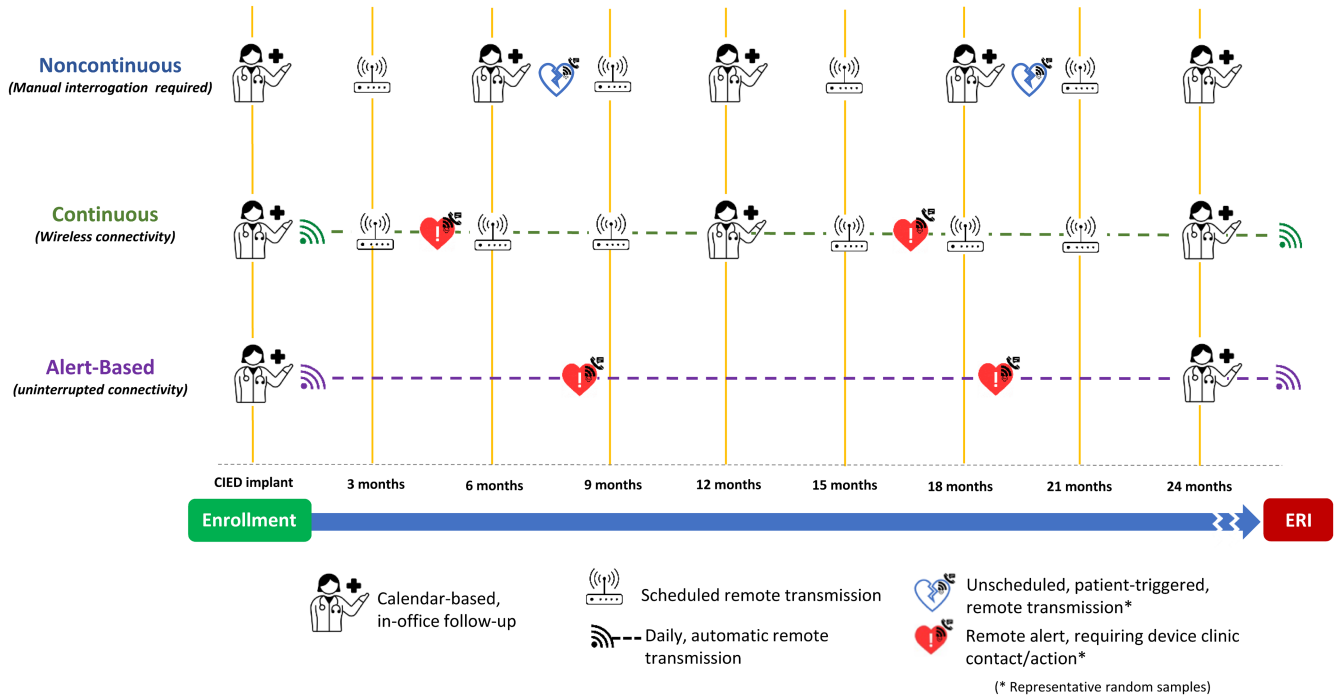 Noncontinuous
(Manual interrogation required)
Continuous
(Wireless connectivity)
Alert-Based
(uninterrupted connectivity)
CIED implant
3 months
6 months
9 months
12 months
15 months
18 months
21 months
24 months
Enrollment
ERI
Calendar-based,
in-office follow-up
Scheduled remote transmission
Daily, automatic remote
transmission
Unscheduled, patient-triggered,
remote transmission*
Remote alert, requiring device clinic
contact/action*
(* Representative random samples)